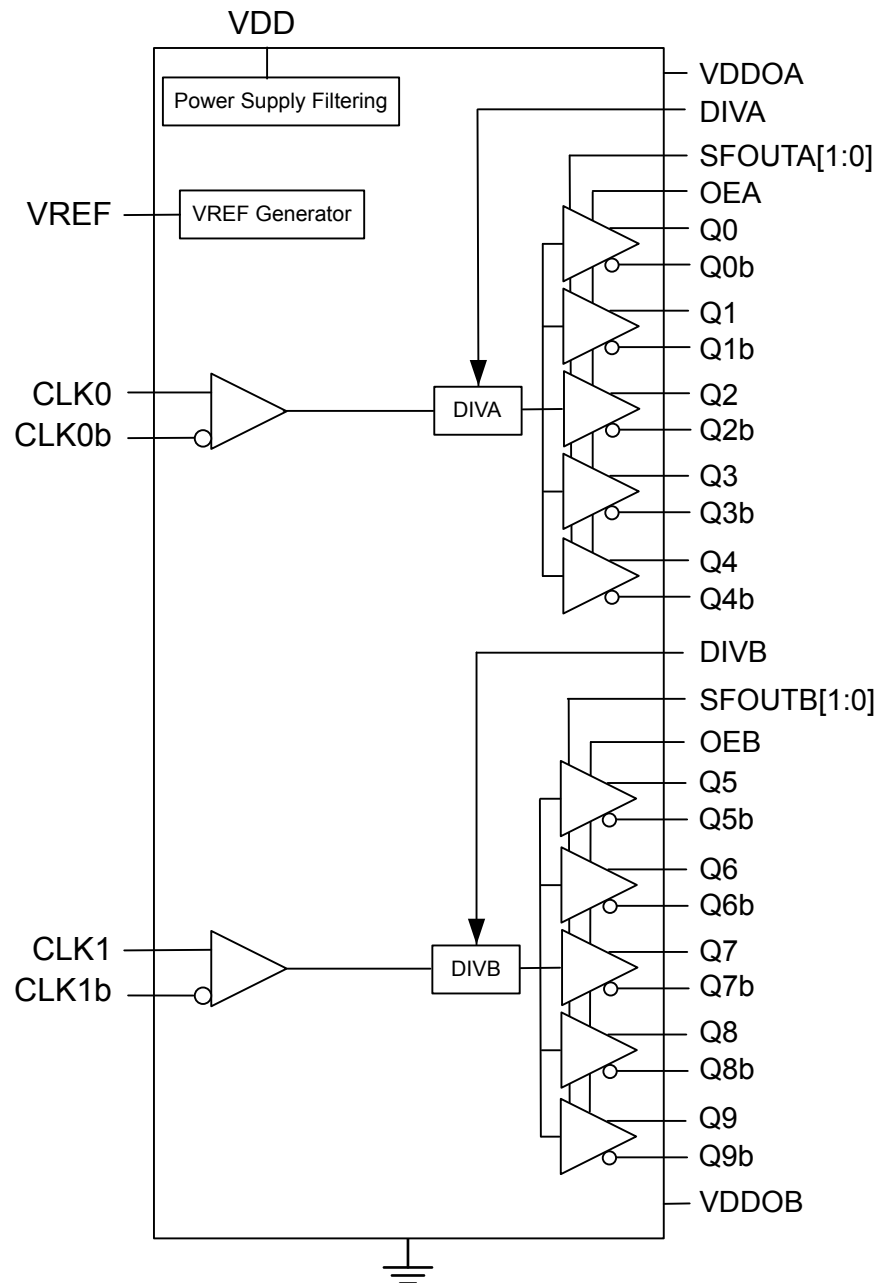 VDD
Power Supply Filtering
VDDOA
DIVA
SFOUTA[1:0]
OEA
VREF
VREF Generator
Q0
Q0b
Q1
Q1b
CLK0
CLK0b
DIVA
Q2
Q2b
Q3
Q3b
Q4
Q4b
DIVB
SFOUTB[1:0]
OEB
Q5
Q5b
Q6
Q6b
CLK1
CLK1b
DIVB
Q7
Q7b
Q8
Q8b
Q9
Q9b
VDDOB